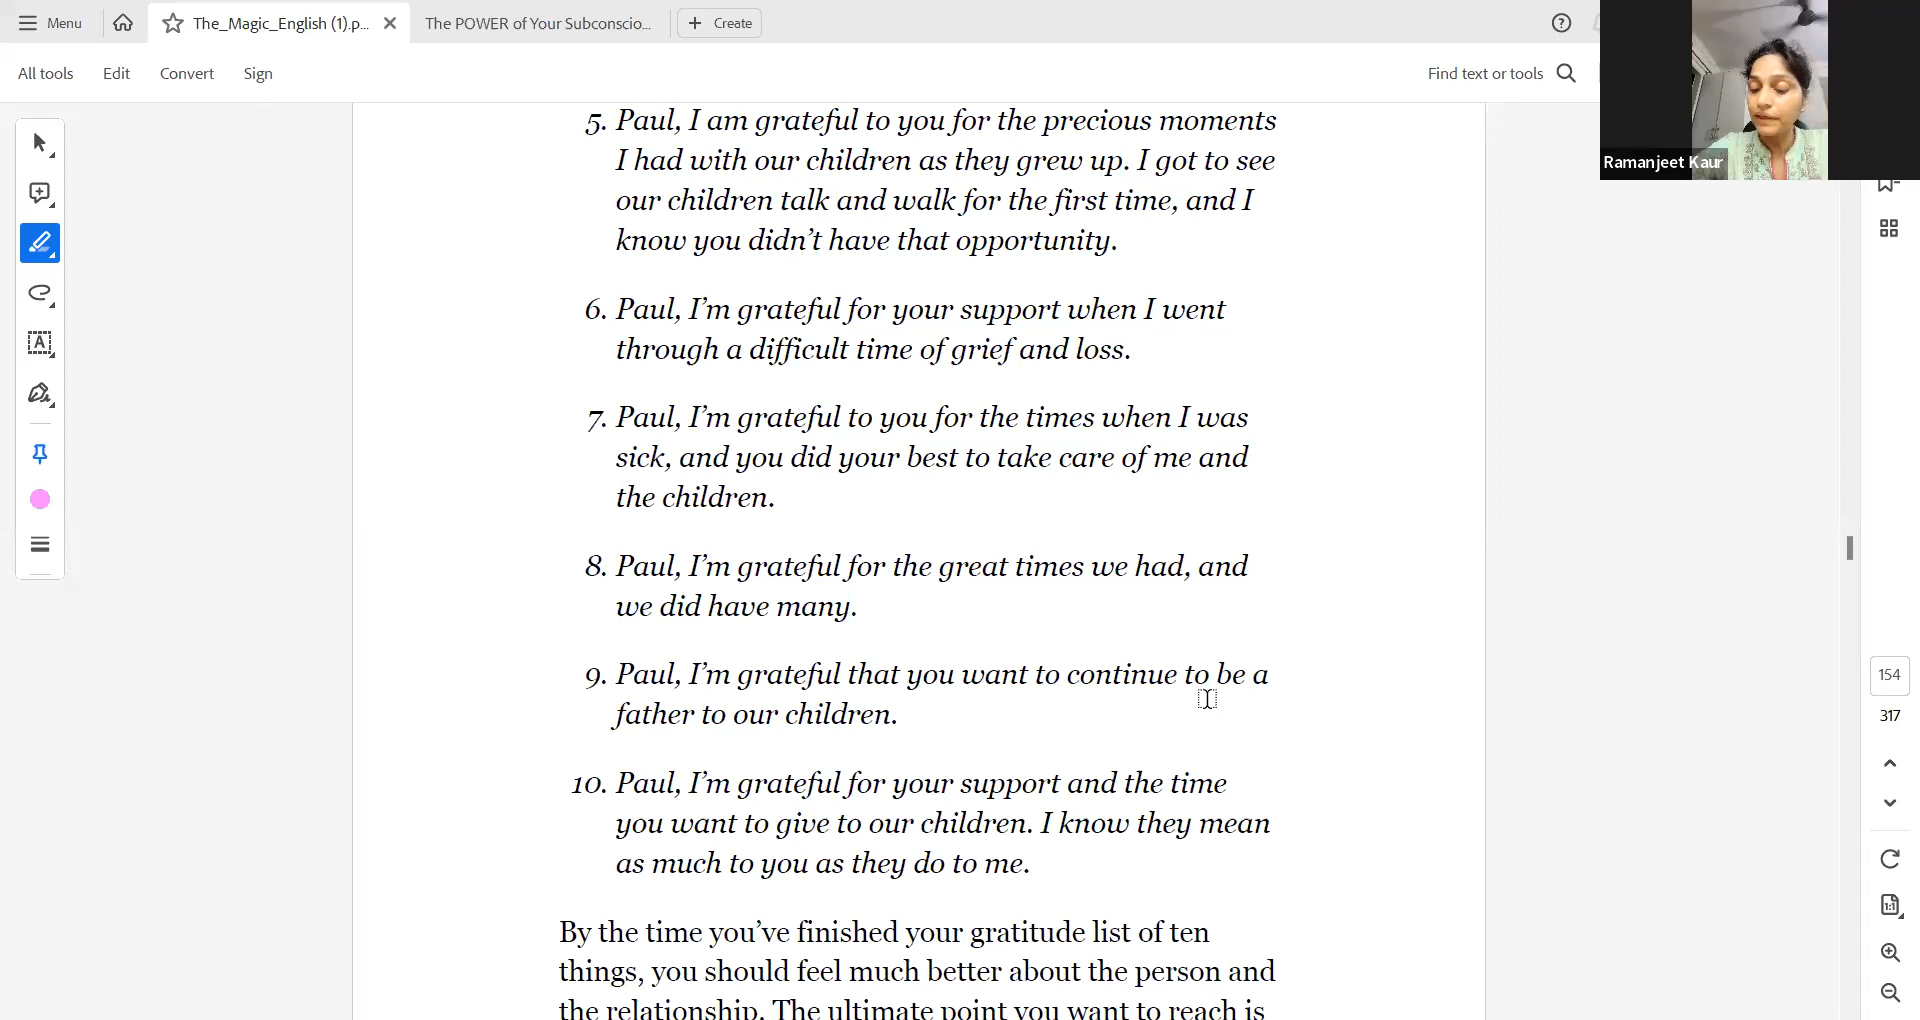 Menu
The_Magic_English (1).p...
The POWER of Your Subconscio...
+ Create
All tools
Edit
Convert
Sign
Find text or tools
Ramanjeet Kaur
5. Paul, I am grateful to you for the precious moments
I had with our children as they grew up. I got to see
our children talk and walk for the first time, and I
know you didn’t have that opportunity.
6. Paul, I’m grateful for your support when I went
through a difficult time of grief and loss.
7. Paul, I’m grateful to you for the times when I was
sick, and you did your best to take care of me and
the children.
8. Paul, I’m grateful for the great times we had, and
we did have many.
9. Paul, I’m grateful that you want to continue to be a
father to our children.
10. Paul, I’m grateful for your support and the time
you want to give to our children. I know they mean
as much to you as they do to me.
By the time you’ve finished your gratitude list of ten
things, you should feel much better about the person and
the relationship. The ultimate point you want to reach is
154
317